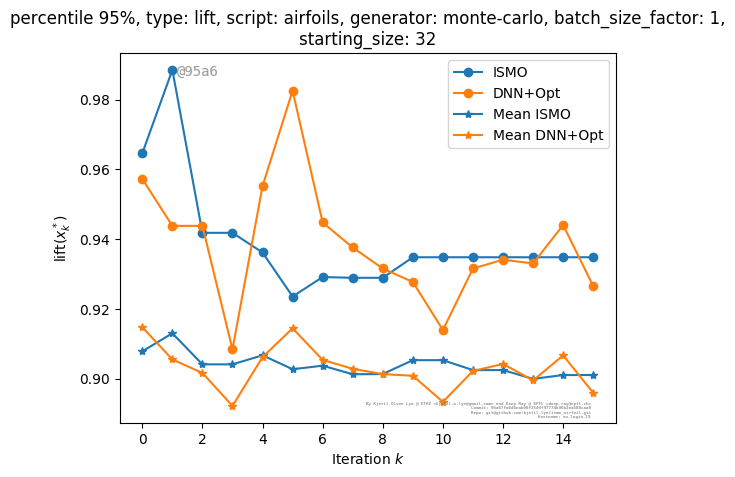 percentile 95%, type: lift, script: airfoils, generator: monte-carlo, batch_size_factor: 1,
starting_size: 32
@95a6
ISMO
DNN+Opt
Mean ISMO
Mean DNN+Opt
0.98
0.96
0.94
0.92
0.90
lift(x_k^*)
0 2 4 6 8 10 12 14
Iteration k